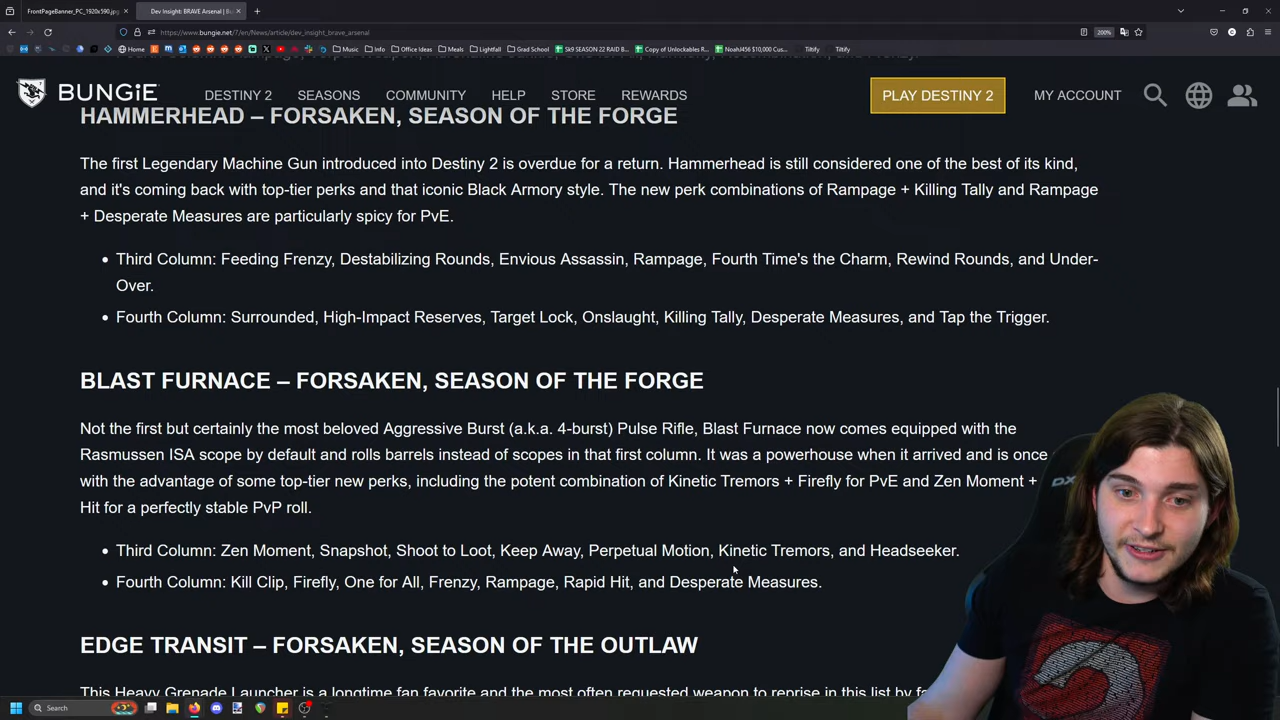 FrontPageBanner_PC_1920x590.jpg
Dev Insight: BRAVE Arsenal | Bu
https://www.bungie.net/7/en/News/article/dev_insight_brave_arsenal
200%
Home
Music
Info
Office Ideas
Meals
Lightfall
Grad School
Sk9 SEASON 22 RAID B
Copy of Unlockables R
Noah456 $10,000 Cus
Tiltify
Tiltify
BUNGiE
DESTINY 2
SEASONS
COMMUNITY
HELP
STORE
REWARDS
PLAY DESTINY 2
MY ACCOUNT
HAMMERHEAD – FORSAKEN, SEASON OF THE FORGE
The first Legendary Machine Gun introduced into Destiny 2 is overdue for a return. Hammerhead is still considered one of the best of its kind,
and it's coming back with top-tier perks and that iconic Black Armory style. The new perk combinations of Rampage + Killing Tally and Rampage
+ Desperate Measures are particularly spicy for PvE.
• Third Column: Feeding Frenzy, Destabilizing Rounds, Envious Assassin, Rampage, Fourth Time's the Charm, Rewind Rounds, and Under-
Over.
• Fourth Column: Surrounded, High-Impact Reserves, Target Lock, Onslaught, Killing Tally, Desperate Measures, and Tap the Trigger.
BLAST FURNACE – FORSAKEN, SEASON OF THE FORGE
Not the first but certainly the most beloved Aggressive Burst (a.k.a. 4-burst) Pulse Rifle, Blast Furnace now comes equipped with the
Rasmussen ISA scope by default and rolls barrels instead of scopes in that first column. It was a powerhouse when it arrived and is once
with the advantage of some top-tier new perks, including the potent combination of Kinetic Tremors + Firefly for PvE and Zen Moment +
Hit for a perfectly stable PvP roll.
• Third Column: Zen Moment, Snapshot, Shoot to Loot, Keep Away, Perpetual Motion, Kinetic Tremors, and Headseeker.
• Fourth Column: Kill Clip, Firefly, One for All, Frenzy, Rampage, Rapid Hit, and Desperate Measures.
EDGE TRANSIT – FORSAKEN, SEASON OF THE OUTLAW
This Heavy Grenade Launcher is a longtime fan favorite and the most often requested weapon to reprise in this list by
DX
Search